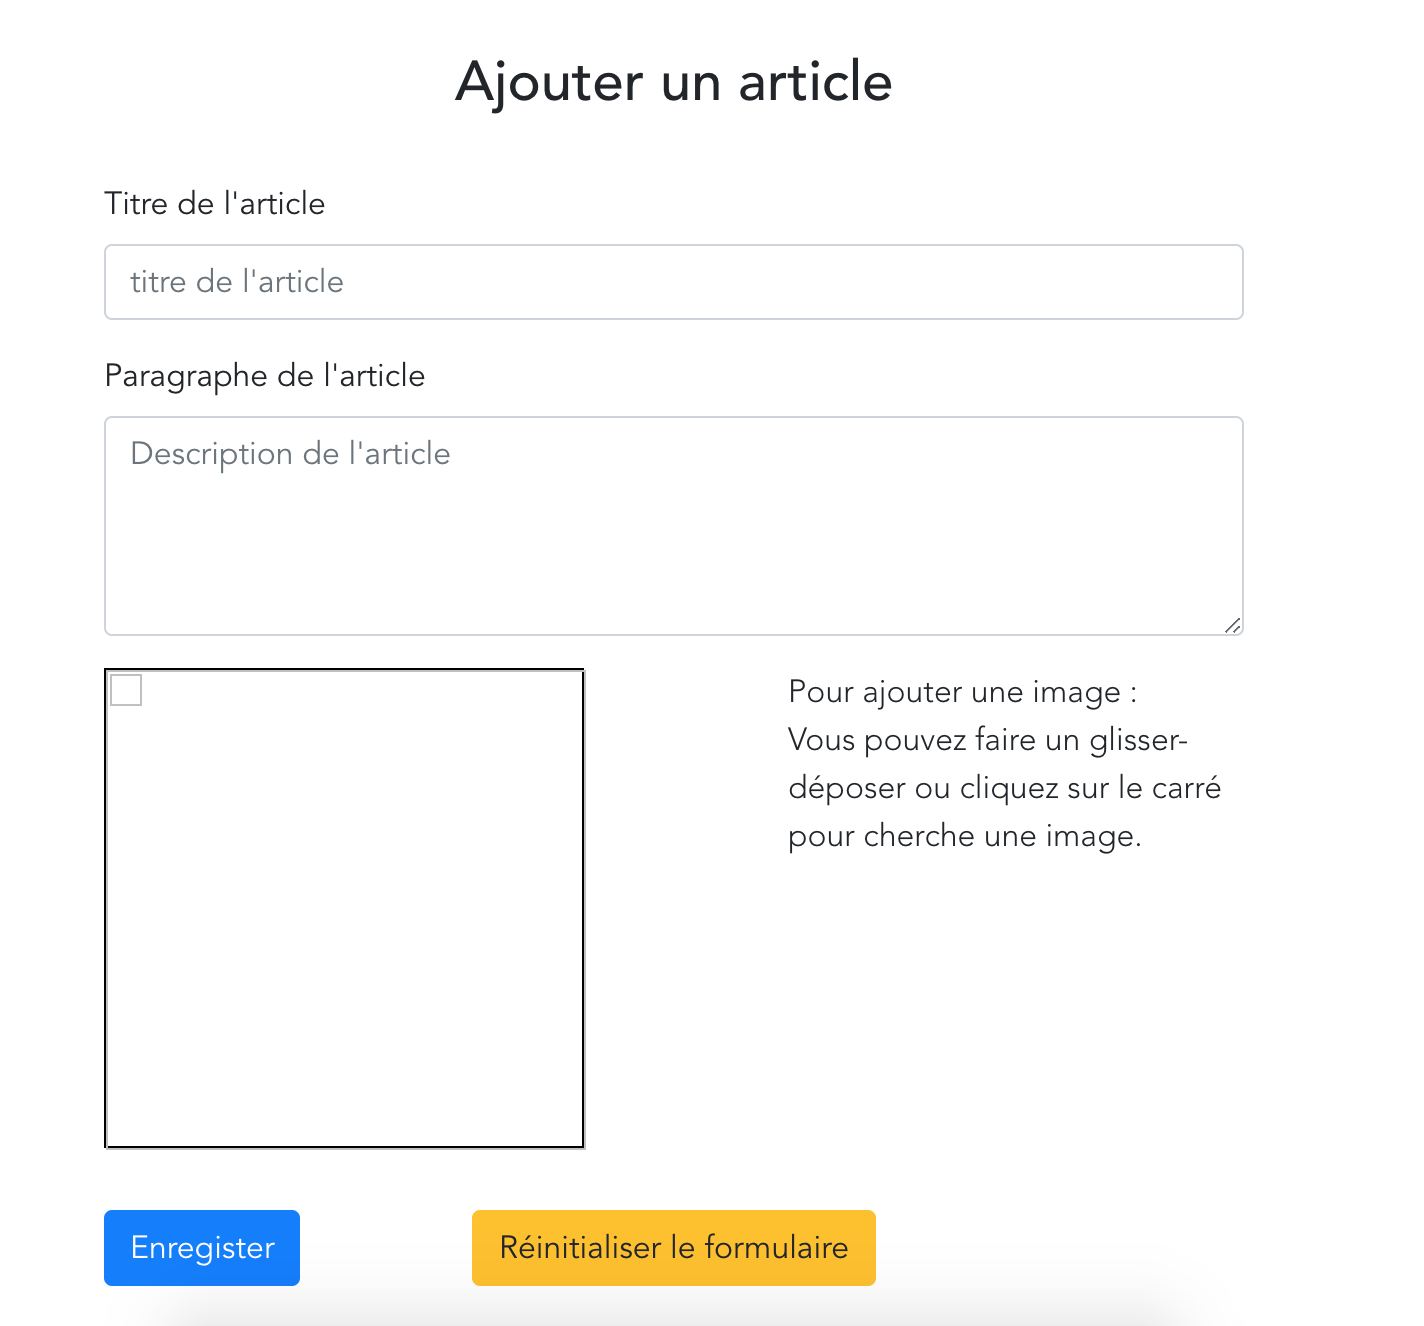 Ajouter un article
Titre de l'article
titre de l'article
Paragraphe de l'article
Description de l'article
Pour ajouter une image :
Vous pouvez faire un glisser-
déposer ou cliquez sur le carré
pour cherche une image.
Enregister
Réinitialiser le formulaire